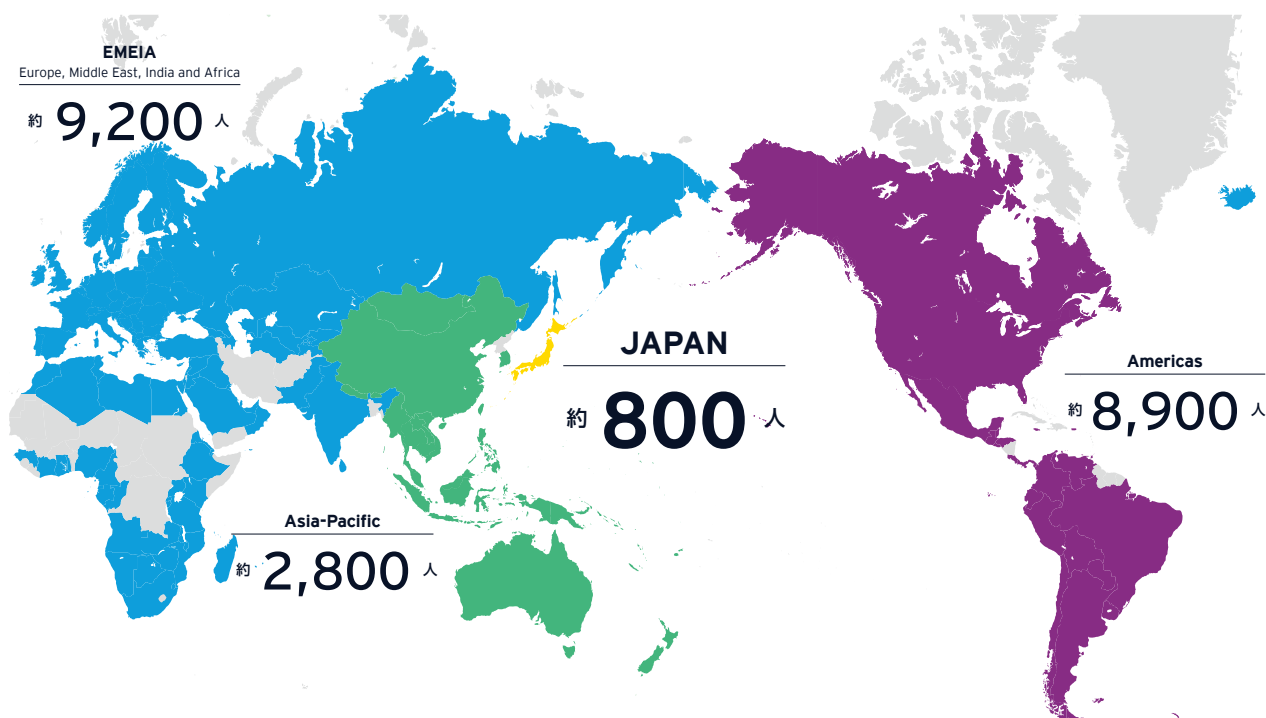 EMEIA
Europe, Middle East, India and Africa
約 9,200 人
JAPAN
約 800 人
Americas
約 8,900 人
Asia-Pacific
約 2,800 人